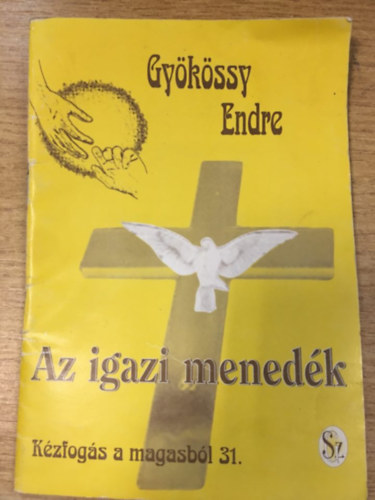 Gyökössy
Endre
Az igazi menedék
Kézfogás a magasból 31.
Sz